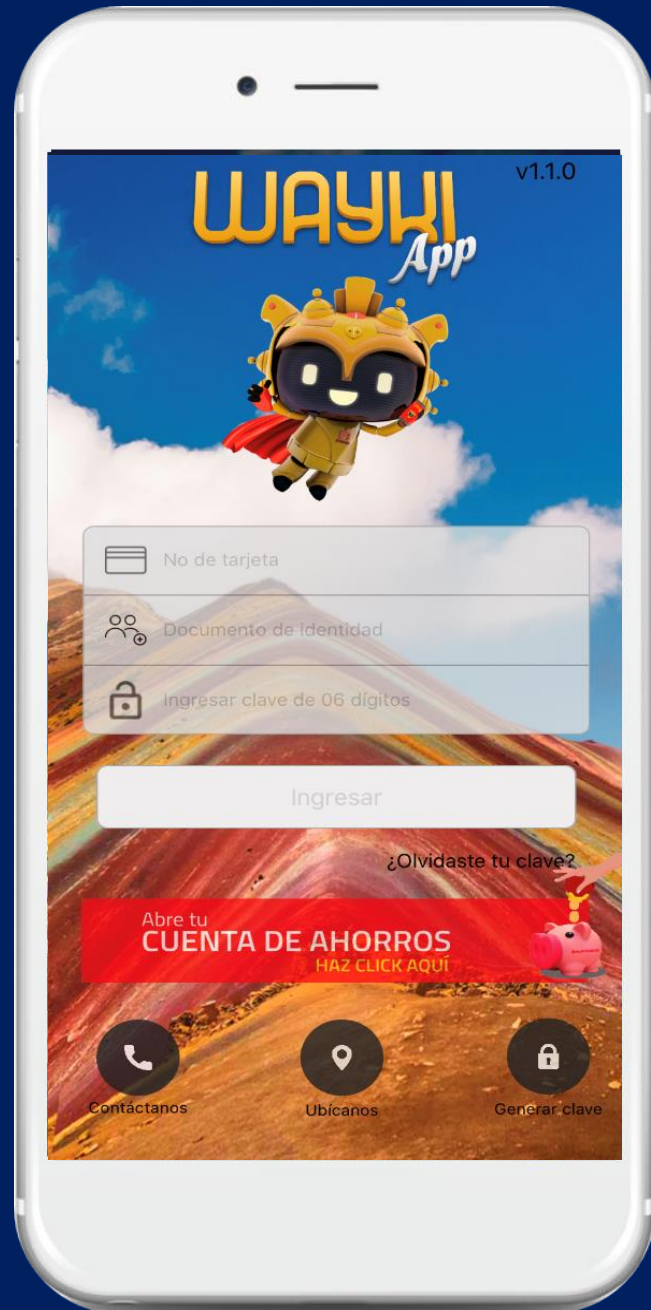 v1.1.0
WAYKI
App
No de tarjeta
Documento de identidad
Ingresar clave de 06 dígitos
Ingresar
¿Olvidaste tu clave?
Abre tu
CUENTA DE AHORROS
HAZ CLICK AQUÍ
Contáctanos
Ubícanos
Generar clave